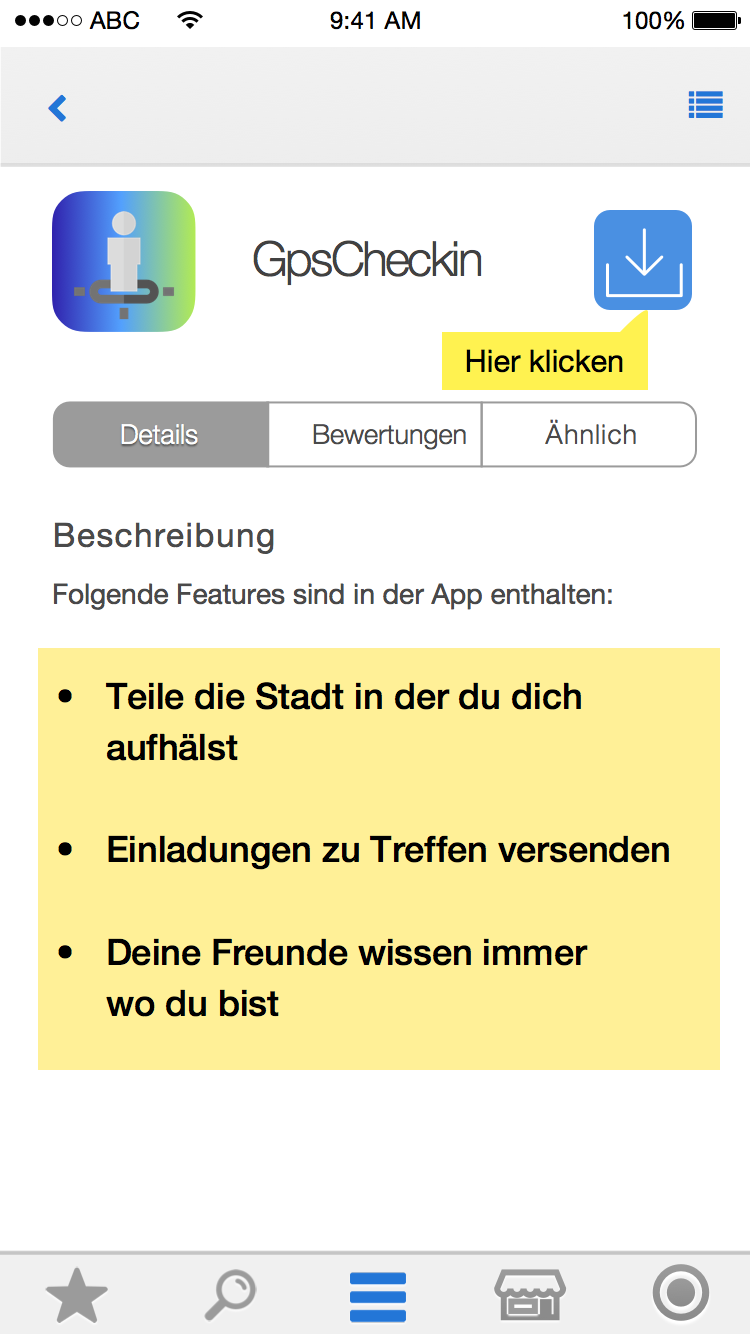 ABC 9:41 AM 100%
GpsCheckin
Hier klicken
Details Bewertungen Ähnlich
Beschreibung
Folgende Features sind in der App enthalten:
• Teile die Stadt in der du dich
aufhälst
• Einladungen zu Treffen versenden
• Deine Freunde wissen immer
wo du bist